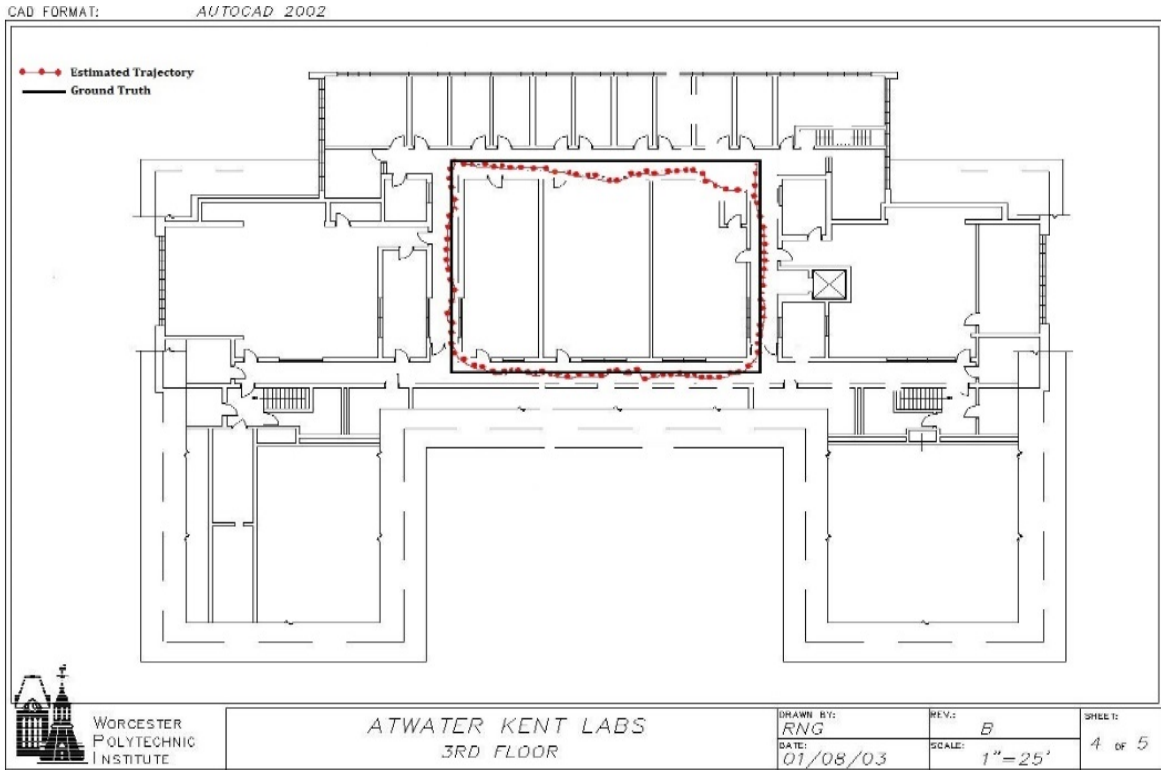 CAD FORMAT: AUTOCAD 2002
Estimated Trajectory
Ground Truth
WORCESTER
POLYTECHNIC
INSTITUTE
ATWATER KENT LABS
3RD FLOOR
DRAWN BY:
RNG
DATE:
01/08/03
REV.:
B
SCALE:
1"=25'
SHEET:
4 OF 5